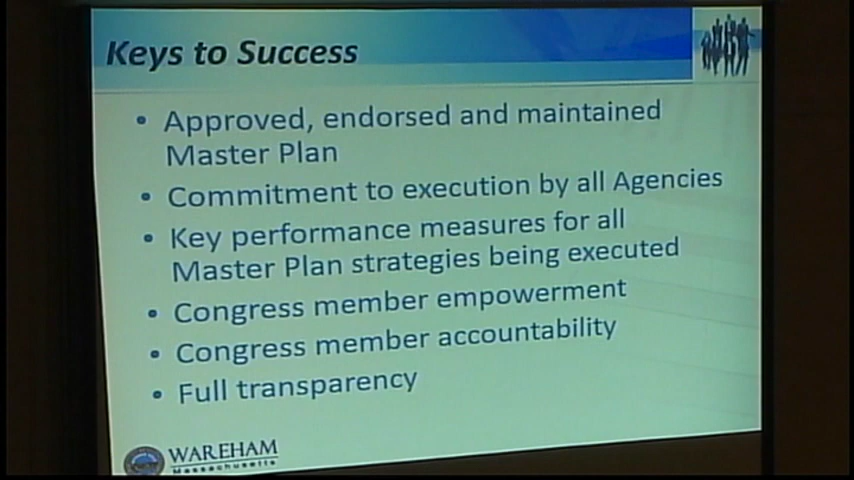 Keys to Success
• Approved, endorsed and maintained
Master Plan
• Commitment to execution by all Agencies
• Key performance measures for all
Master Plan strategies being executed
• Congress member empowerment
• Congress member accountability
• Full transparency
WAREHAM
Massachusetts